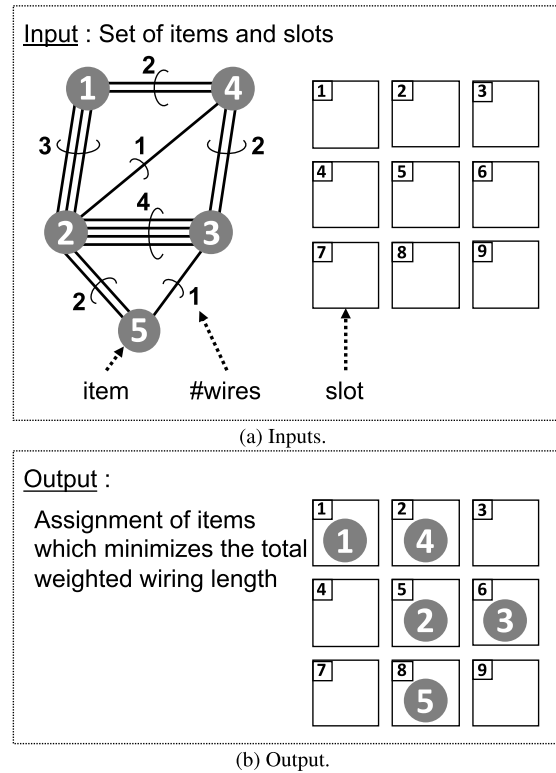 Input : Set of items and slots
2
1 4
1 2 3
3 1 2
4
4 5 6
2 3
7 8 9
2 1
5
item #wires slot
(a) Inputs.
Output :
Assignment of items
which minimizes the total
weighted wiring length
1 2 3
1 4
4 5 6
2 3
7 8 9
5
(b) Output.